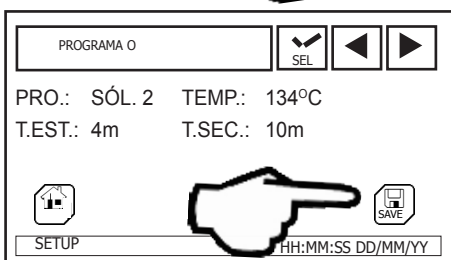 PROGRAMA O
SEL
PRO.: SÓL. 2 TEMP.: 134ºC
T.EST.: 4m T.SEC.: 10m
SAVE
SETUP HH:MM:SS DD/MM/YY